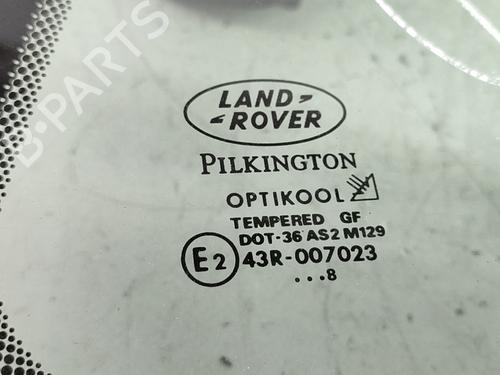 B-PARTS
LAND
ROVER
PILKINGTON
OPTIKOOL
TEMPERED GF
DOT-36 AS2 M129
E2 43R-007023
...8